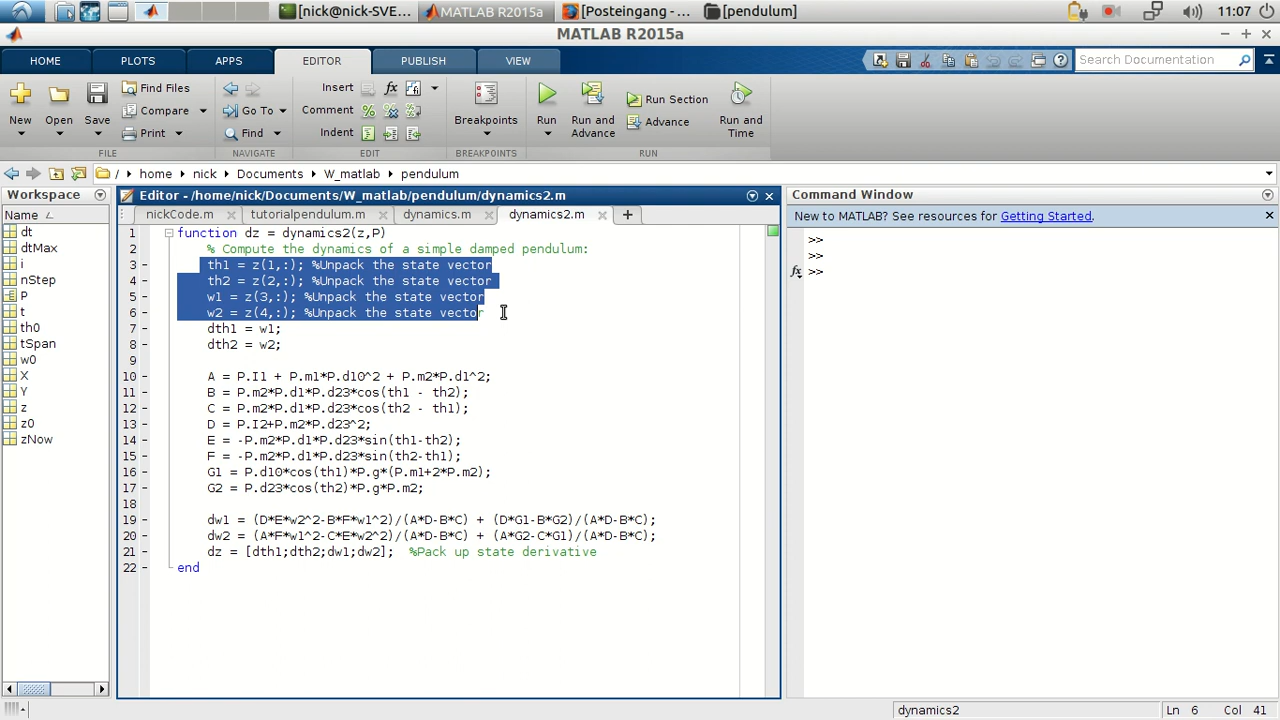 [nick@nick-SVE... MATLAB R2015a [Posteingang - ... [pendulum] 11:07
MATLAB R2015a
HOME PLOTS APPS EDITOR PUBLISH VIEW Search Documentation
New Open Save Find Files Compare Print Go To Find Insert Comment Indent fx Breakpoints Run Run and Advance Run Section Advance Run and Time
FILE NAVIGATE EDIT BREAKPOINTS RUN
/ home nick Documents W_matlab pendulum
Workspace
Name
dt
dtMax
i
nStep
P
t
th0
tSpan
w0
X
Y
z
z0
zNow
Editor - /home/nick/Documents/W_matlab/pendulum/dynamics2.m
nickCode.m tutorialpendulum.m dynamics.m dynamics2.m
1 function dz = dynamics2(z,P)
2 % Compute the dynamics of a simple damped pendulum:
3 - th1 = z(1,:); %Unpack the state vector
4 - th2 = z(2,:); %Unpack the state vector
5 - w1 = z(3,:); %Unpack the state vector
6 - w2 = z(4,:); %Unpack the state vector
7 - dth1 = w1;
8 - dth2 = w2;
9
10 - A = P.I1 + P.m1*P.d10^2 + P.m2*P.d1^2;
11 - B = P.m2*P.d1*P.d23*cos(th1 - th2);
12 - C = P.m2*P.d1*P.d23*cos(th2 - th1);
13 - D = P.I2+P.m2*P.d23^2;
14 - E = -P.m2*P.d1*P.d23*sin(th1-th2);
15 - F = -P.m2*P.d1*P.d23*sin(th2-th1);
16 - G1 = P.d10*cos(th1)*P.g*(P.m1+2*P.m2);
17 - G2 = P.d23*cos(th2)*P.g*P.m2;
18
19 - dw1 = (D*E*w2^2-B*F*w1^2)/(A*D-B*C) + (D*G1-B*G2)/(A*D-B*C);
20 - dw2 = (A*F*w1^2-C*E*w2^2)/(A*D-B*C) + (A*G2-C*G1)/(A*D-B*C);
21 - dz = [dth1;dth2;dw1;dw2]; %Pack up state derivative
22 - end
Command Window
New to MATLAB? See resources for Getting Started.
>>
>>
fx >>
dynamics2 Ln 6 Col 41